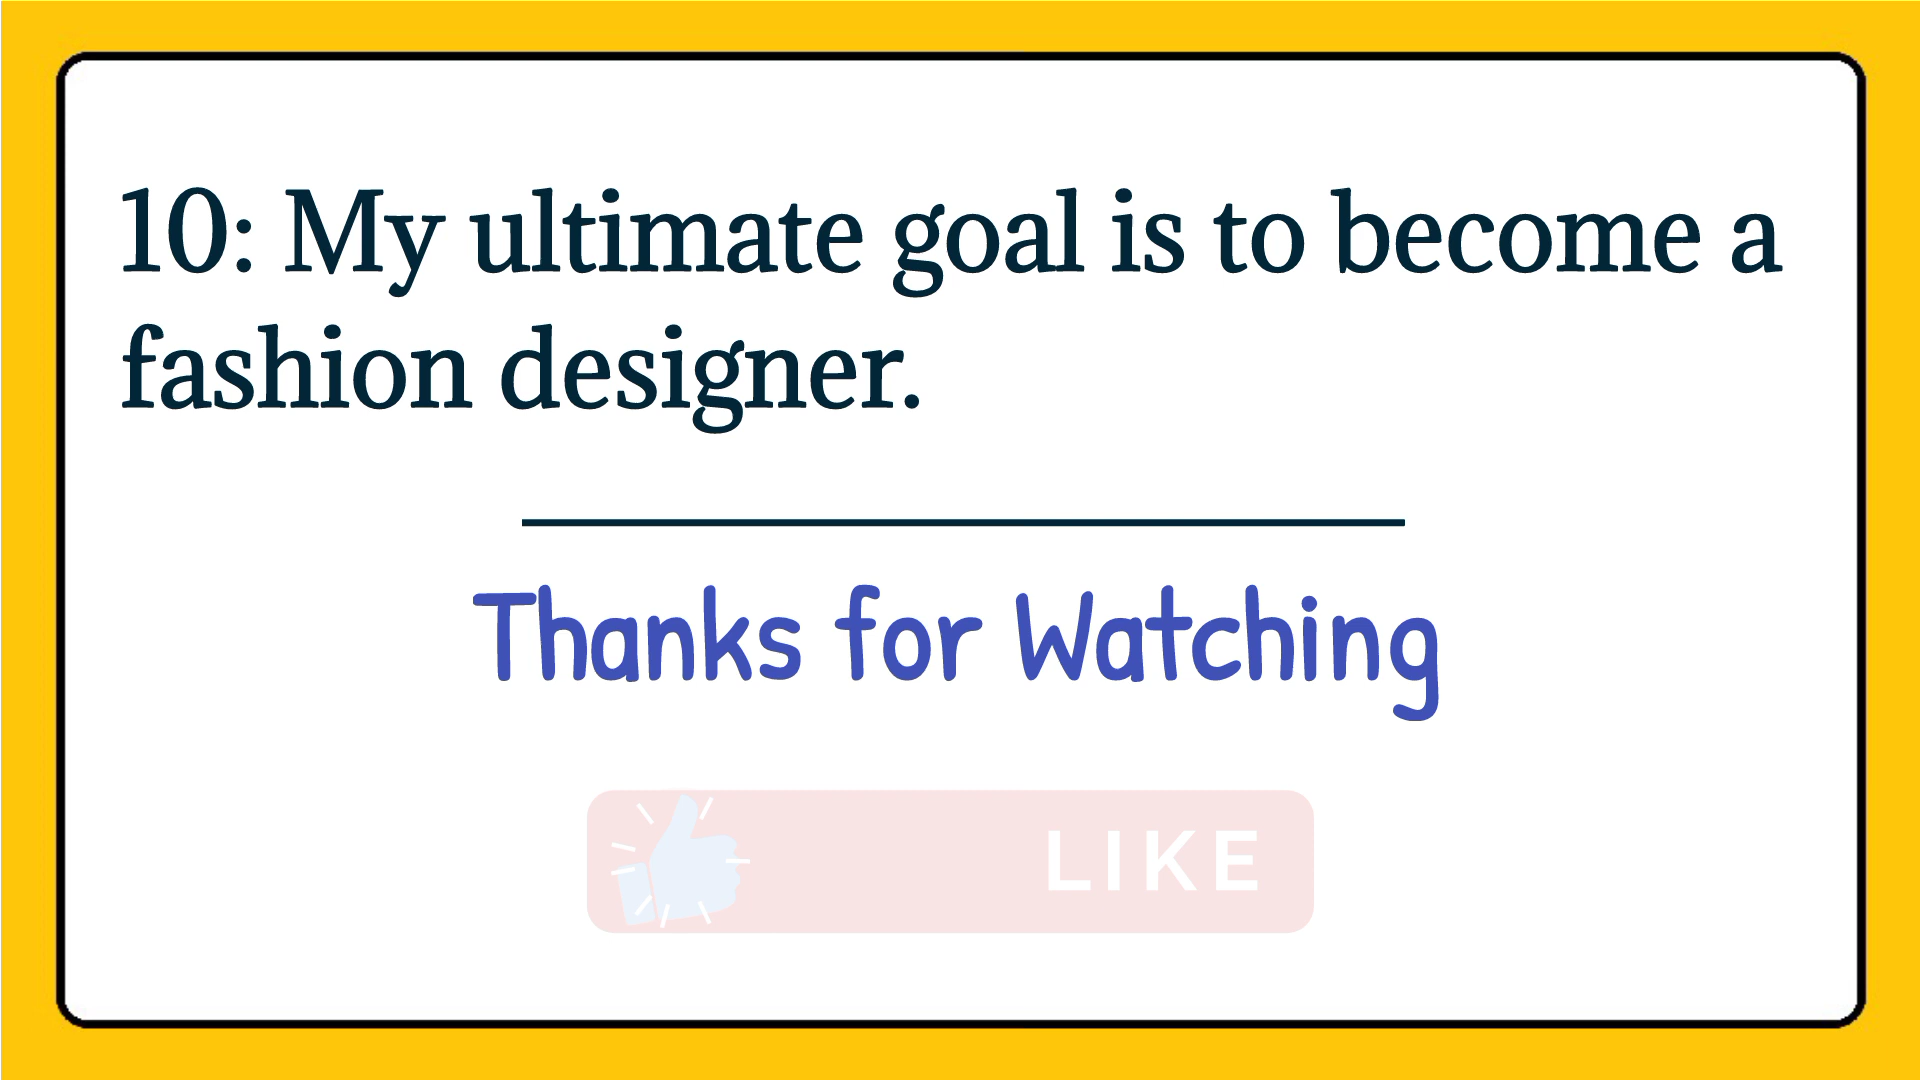 10: My ultimate goal is to become a
fashion designer.
Thanks for Watching
LIKE